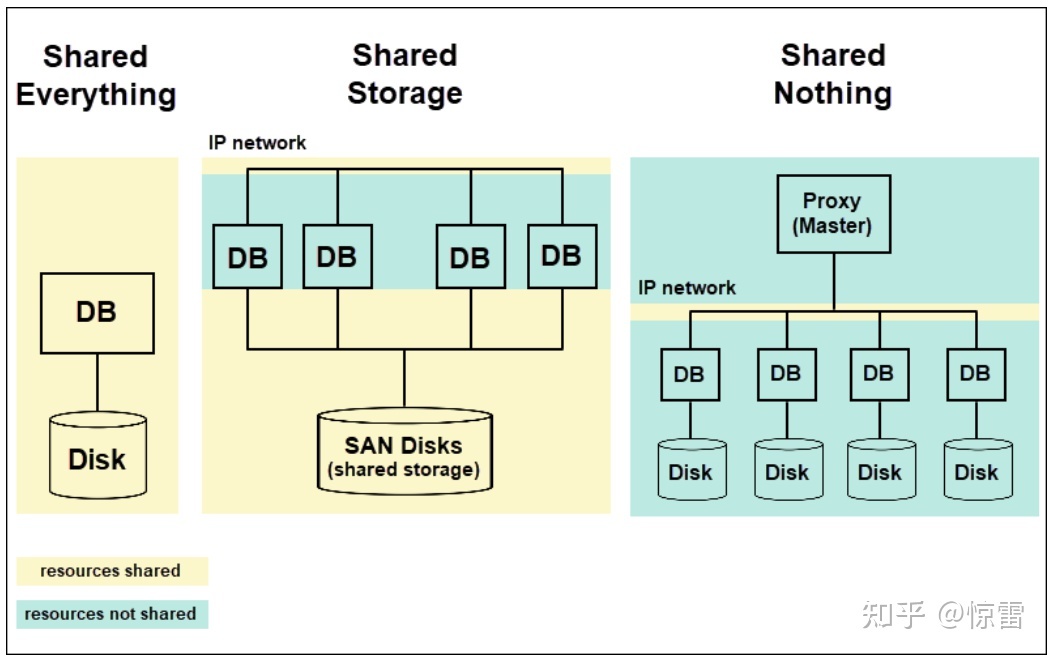 Shared
Everything
Shared
Storage
Shared
Nothing
IP network
DB
Disk
DB
DB
DB
DB
SAN Disks
(shared storage)
Proxy
(Master)
IP network
DB
DB
DB
DB
Disk
Disk
Disk
Disk
resources shared
resources not shared
知乎 @惊雷